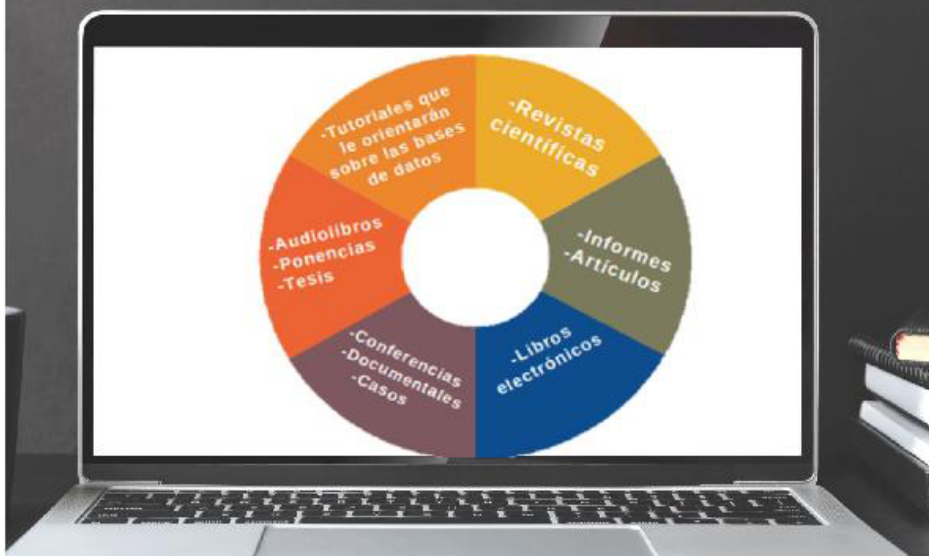 -Tutoriales que
le orientarán
sobre las bases
de datos
-Revistas
científicas
-Informes
-Artículos
-Libros
electrónicos
-Conferencias
-Documentales
-Casos
-Audiolibros
-Ponencias
-Tesis